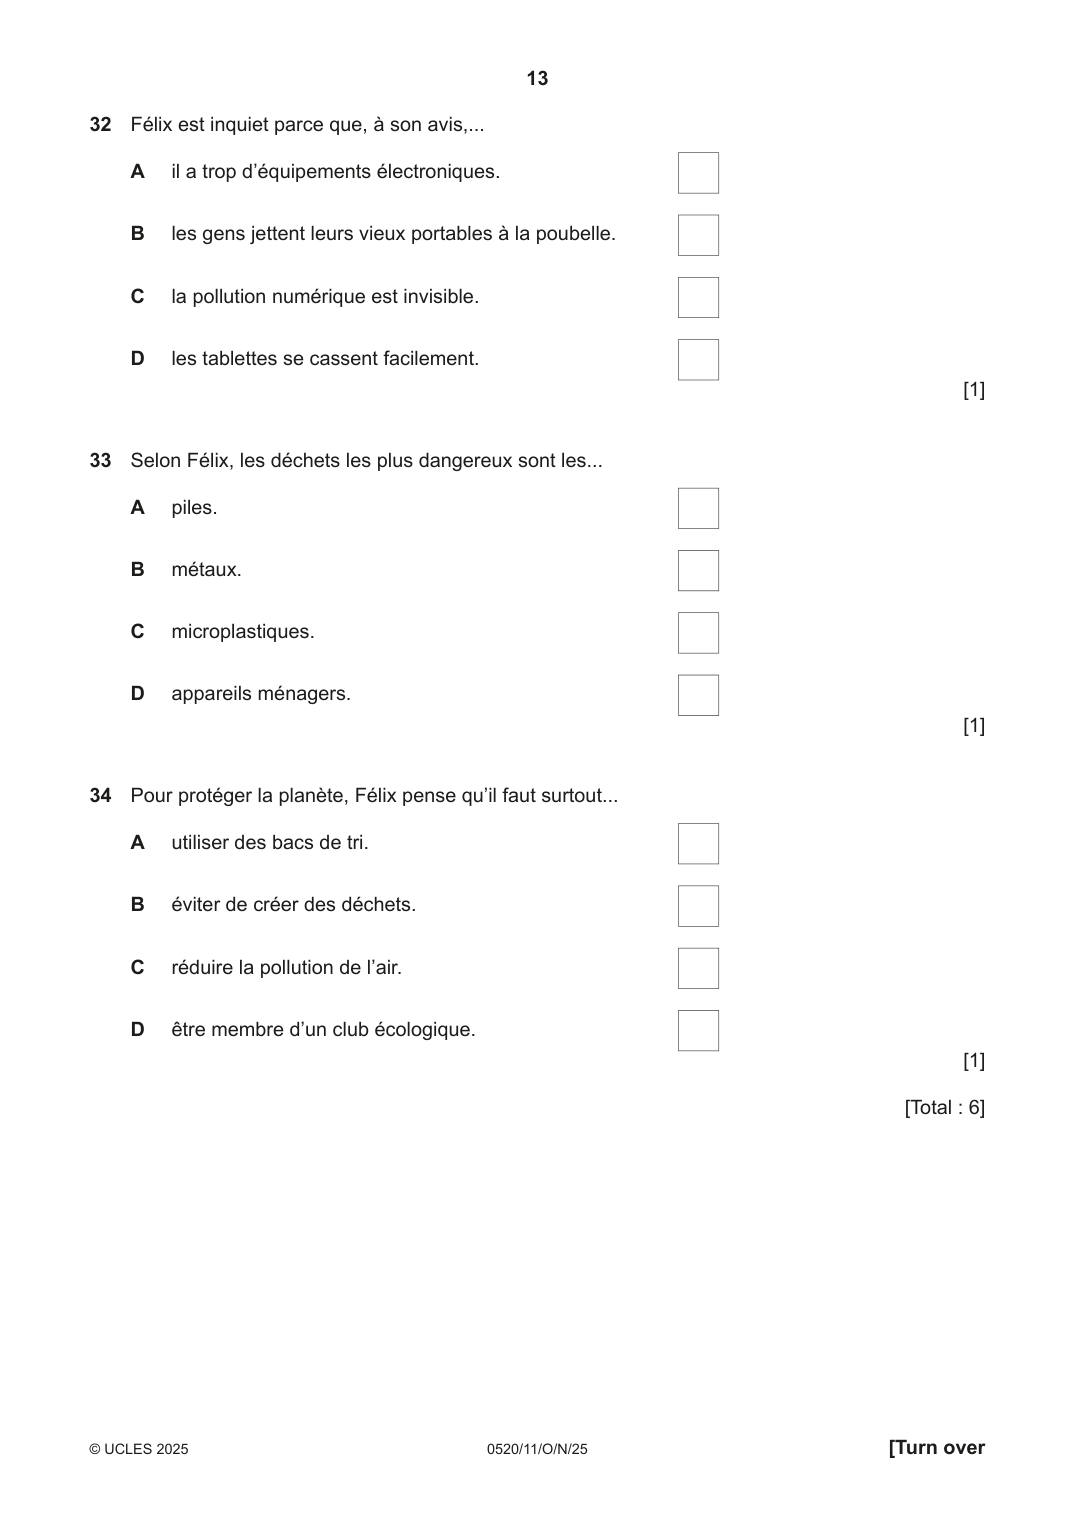 13
32 Félix est inquiet parce que, à son avis,...
A il a trop d’équipements électroniques.
B les gens jettent leurs vieux portables à la poubelle.
C la pollution numérique est invisible.
D les tablettes se cassent facilement.
[1]
33 Selon Félix, les déchets les plus dangereux sont les...
A piles.
B métaux.
C microplastiques.
D appareils ménagers.
[1]
34 Pour protéger la planète, Félix pense qu’il faut surtout...
A utiliser des bacs de tri.
B éviter de créer des déchets.
C réduire la pollution de l’air.
D être membre d’un club écologique.
[1]
[Total : 6]
© UCLES 2025 0520/11/O/N/25 [Turn over